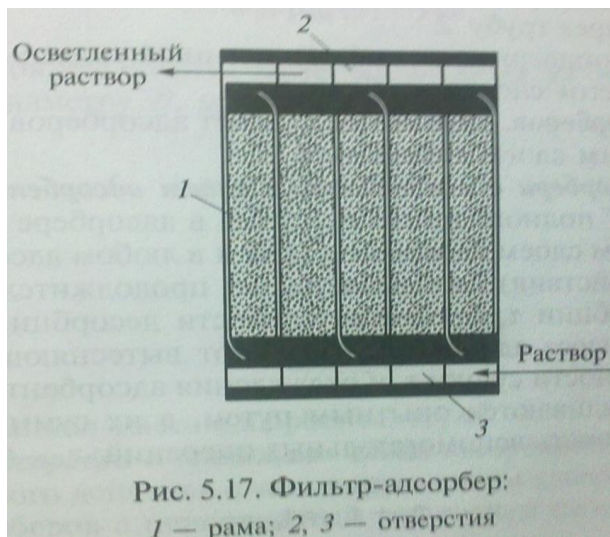 2
Осветленный
раствор
1
Раствор
3
Рис. 5.17. Фильтр-адсорбер:
1 — рама; 2, 3 — отверстия